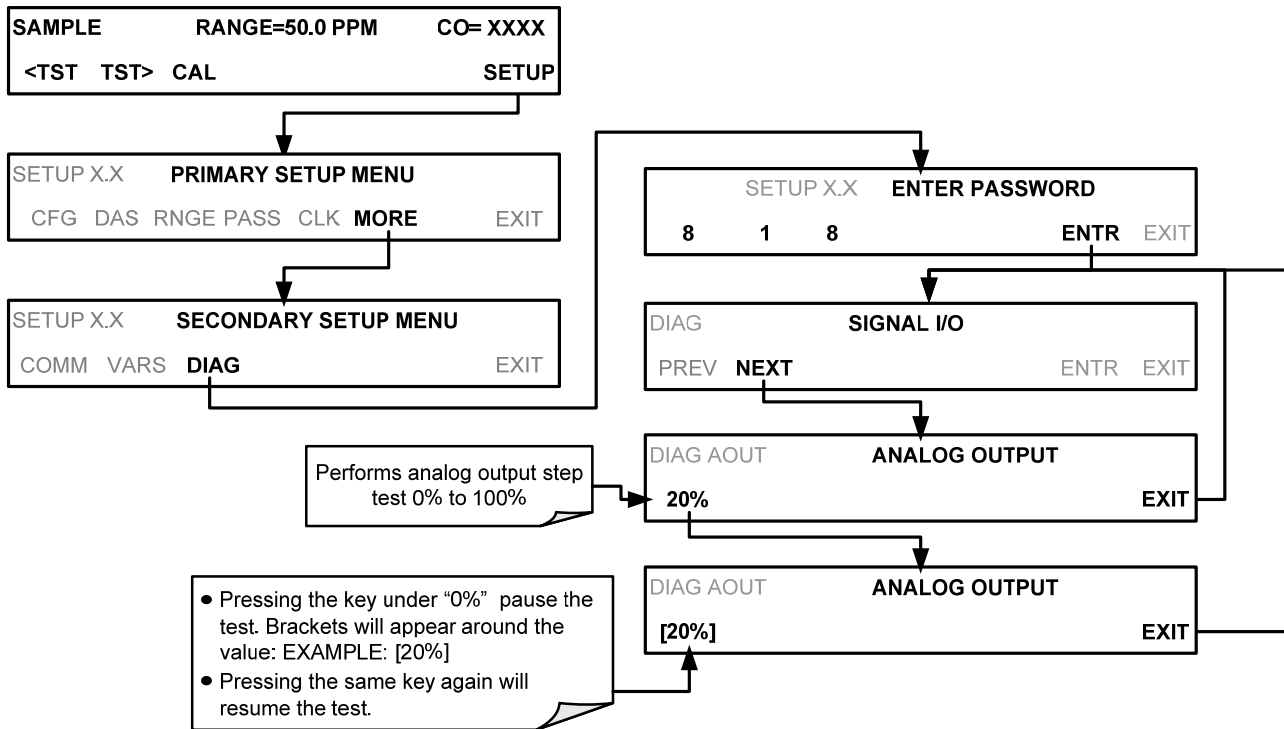 SAMPLE RANGE=50.0 PPM CO= XXXX
<TST TST> CAL SETUP
SETUP X.X PRIMARY SETUP MENU
CFG DAS RNGE PASS CLK MORE EXIT
SETUP X.X SECONDARY SETUP MENU
COMM VARS DIAG EXIT
SETUP X.X ENTER PASSWORD
8 1 8 ENTR EXIT
DIAG SIGNAL I/O
PREV NEXT ENTR EXIT
Performs analog output step
test 0% to 100%
DIAG AOUT ANALOG OUTPUT
20% EXIT
● Pressing the key under “0%” pause the
test. Brackets will appear around the
value: EXAMPLE: [20%]
● Pressing the same key again will
resume the test.
DIAG AOUT ANALOG OUTPUT
[20%] EXIT